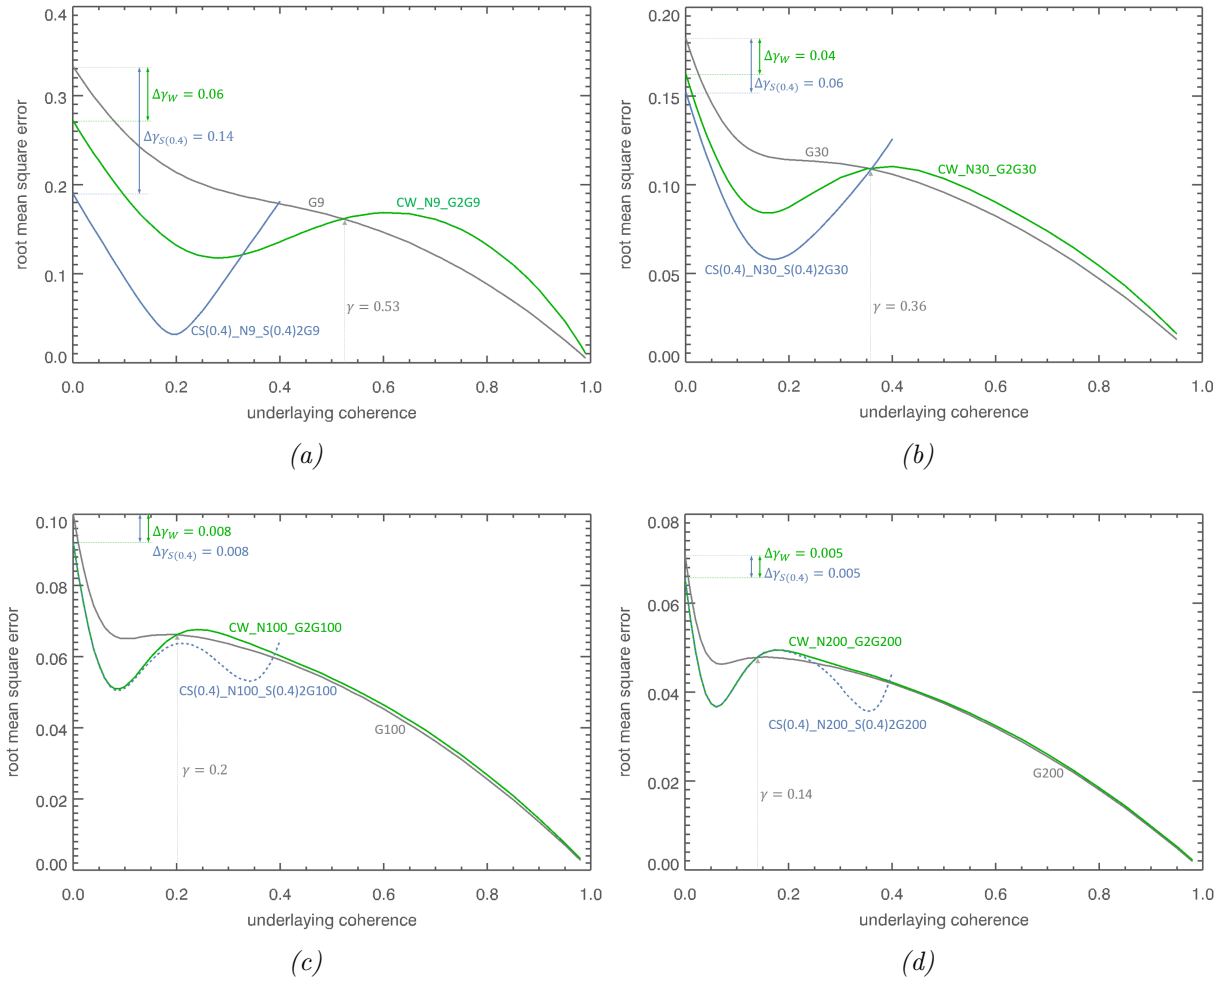 0.4
0.3
0.2
0.1
0.0
root mean square error
Δγ_W = 0.06
Δγ_S(0.4) = 0.14
G9
CW_N9_G2G9
CS(0.4)_N9_S(0.4)2G9
γ = 0.53
0.0 0.2 0.4 0.6 0.8 1.0
underlaying coherence
(a)
0.20
0.15
0.10
0.05
0.00
root mean square error
Δγ_W = 0.04
Δγ_S(0.4) = 0.06
G30
CW_N30_G2G30
CS(0.4)_N30_S(0.4)2G30
γ = 0.36
0.0 0.2 0.4 0.6 0.8 1.0
underlaying coherence
(b)
0.10
0.08
0.06
0.04
0.02
0.00
root mean square error
Δγ_W = 0.008
Δγ_S(0.4) = 0.008
CW_N100_G2G100
CS(0.4)_N100_S(0.4)2G100
G100
γ = 0.2
0.0 0.2 0.4 0.6 0.8 1.0
underlaying coherence
(c)
0.08
0.06
0.04
0.02
0.00
root mean square error
Δγ_W = 0.005
Δγ_S(0.4) = 0.005
CW_N200_G2G200
CS(0.4)_N200_S(0.4)2G200
G200
γ = 0.14
0.0 0.2 0.4 0.6 0.8 1.0
underlaying coherence
(d)